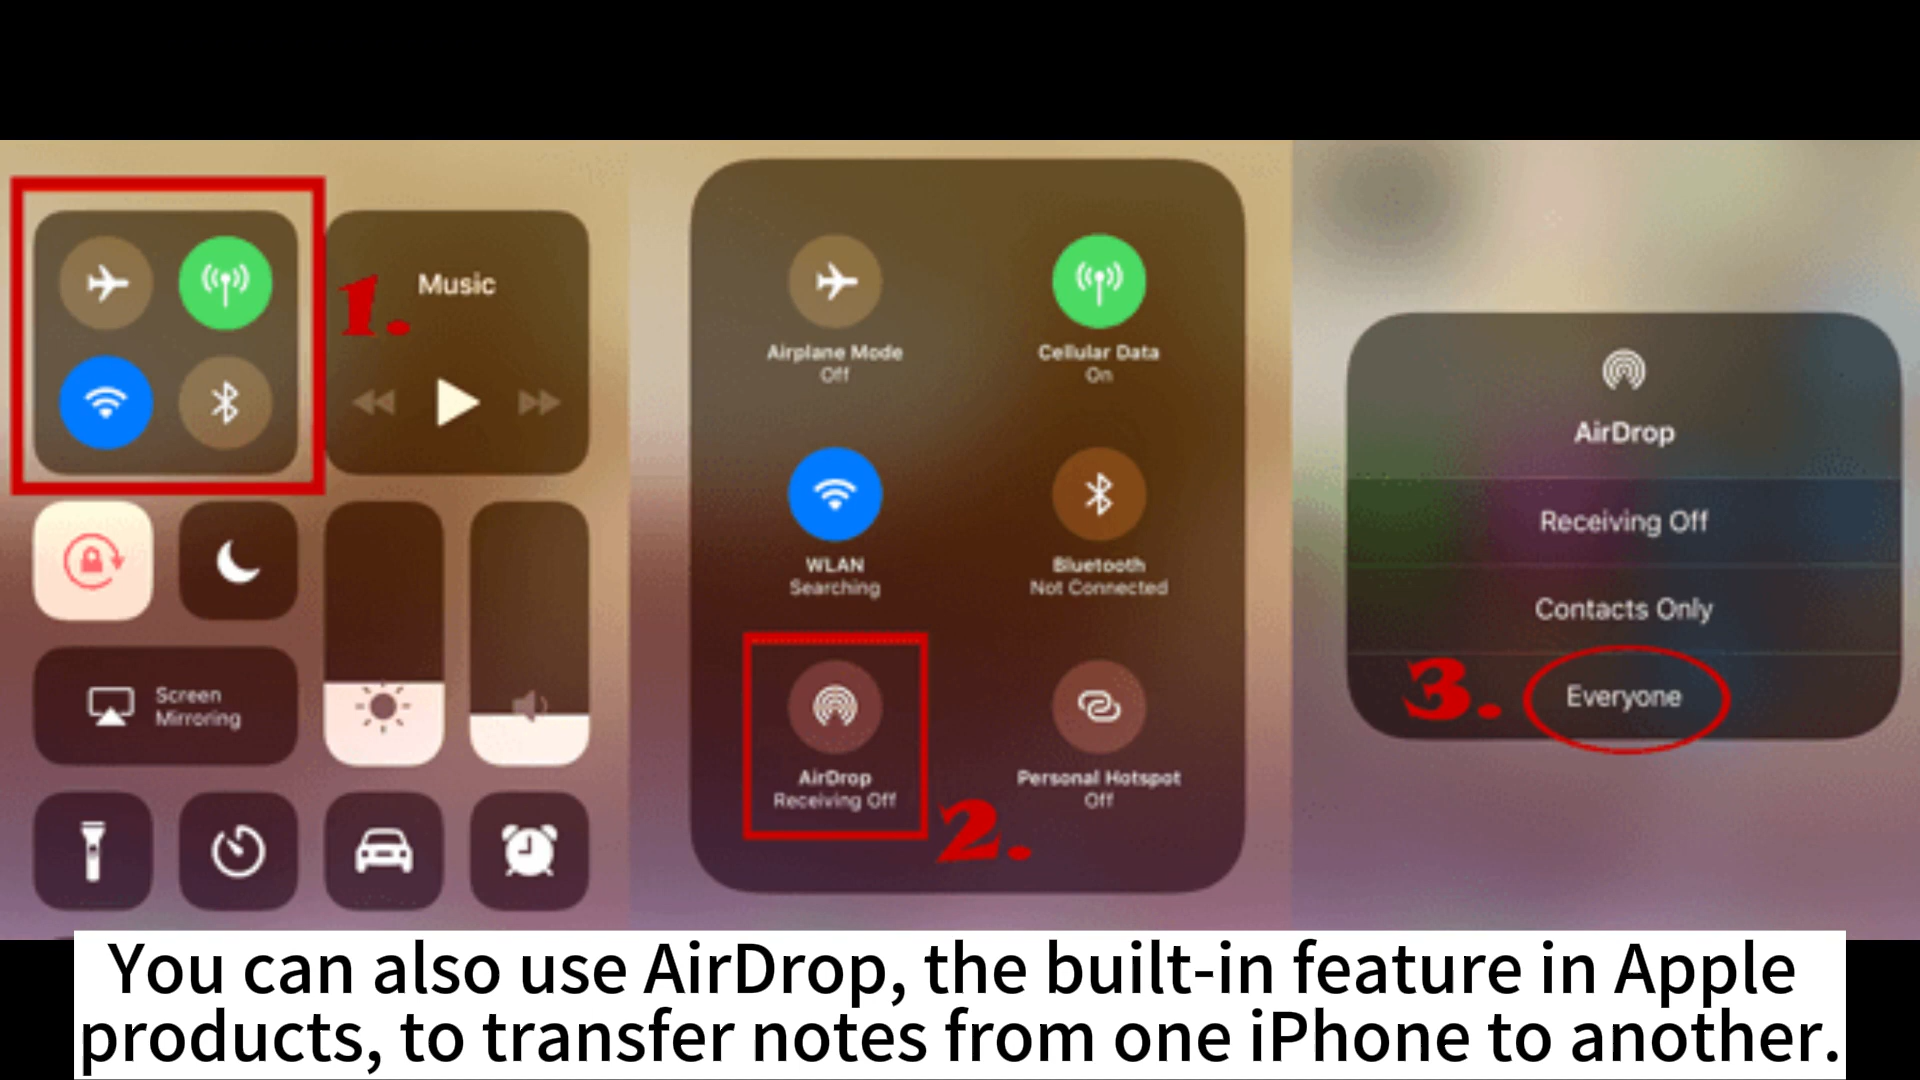 1.
Music
Screen
Mirroring
Airplane Mode
Off
Cellular Data
On
WLAN
Searching
Bluetooth
Not Connected
AirDrop
Receiving Off
Personal Hotspot
Off
2.
AirDrop
Receiving Off
Contacts Only
3.
Everyone
You can also use AirDrop, the built-in feature in Apple
products, to transfer notes from one iPhone to another.